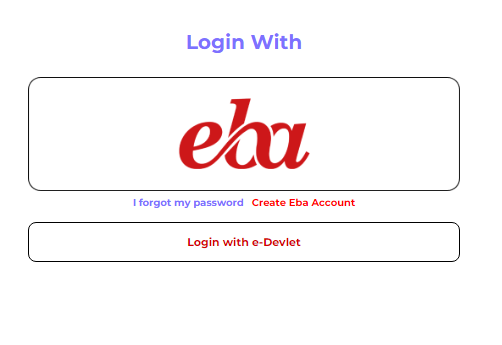 Login With
eba
I forgot my password Create Eba Account
Login with e-Devlet